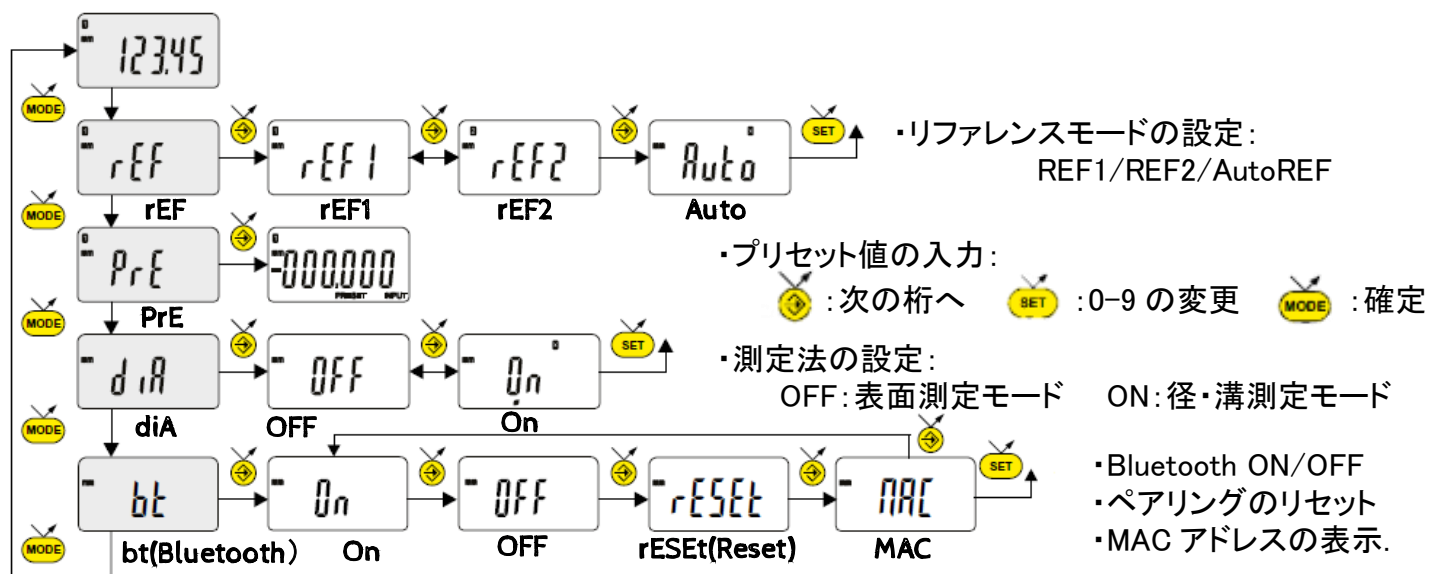 123.45
MODE
rEF rEF1 rEF2 Auto SET ・リファレンスモードの設定:
REF1/REF2/AutoREF
rEF rEF1 rEF2 Auto
MODE
PrE -000.000 ・プリセット値の入力:
PRESET INPUT
:次の桁へ SET :0-9 の変更 MODE :確定
PrE
MODE
diA OFF On SET ・測定法の設定:
OFF:表面測定モード ON:径・溝測定モード
diA OFF On
MODE
bt On OFF rESEt MAC SET ・Bluetooth ON/OFF
・ペアリングのリセット
・MAC アドレスの表示.
bt(Bluetooth) On OFF rESEt(Reset) MAC
MODE